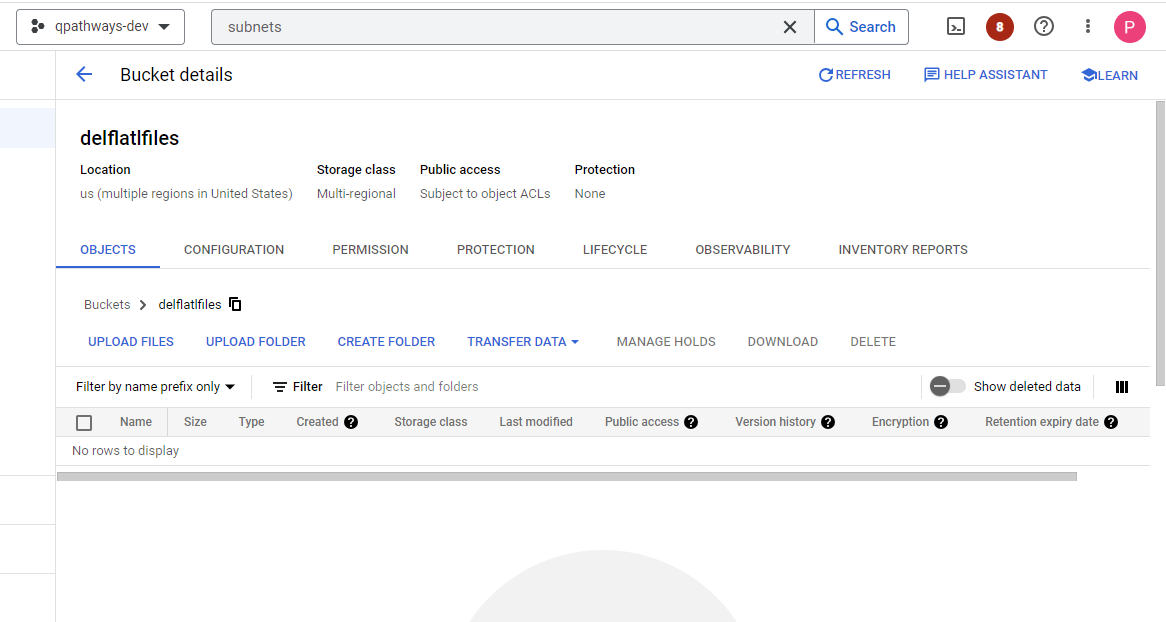 qpathways-dev
subnets
Search
8
P
Bucket details
REFRESH
HELP ASSISTANT
LEARN
delflatlfiles
Location
Storage class
Public access
Protection
us (multiple regions in United States)
Multi-regional
Subject to object ACLs
None
OBJECTS
CONFIGURATION
PERMISSION
PROTECTION
LIFECYCLE
OBSERVABILITY
INVENTORY REPORTS
Buckets
delflatlfiles
UPLOAD FILES
UPLOAD FOLDER
CREATE FOLDER
TRANSFER DATA
MANAGE HOLDS
DOWNLOAD
DELETE
Filter by name prefix only
Filter
Filter objects and folders
Show deleted data
Name
Size
Type
Created
Storage class
Last modified
Public access
Version history
Encryption
Retention expiry date
No rows to display